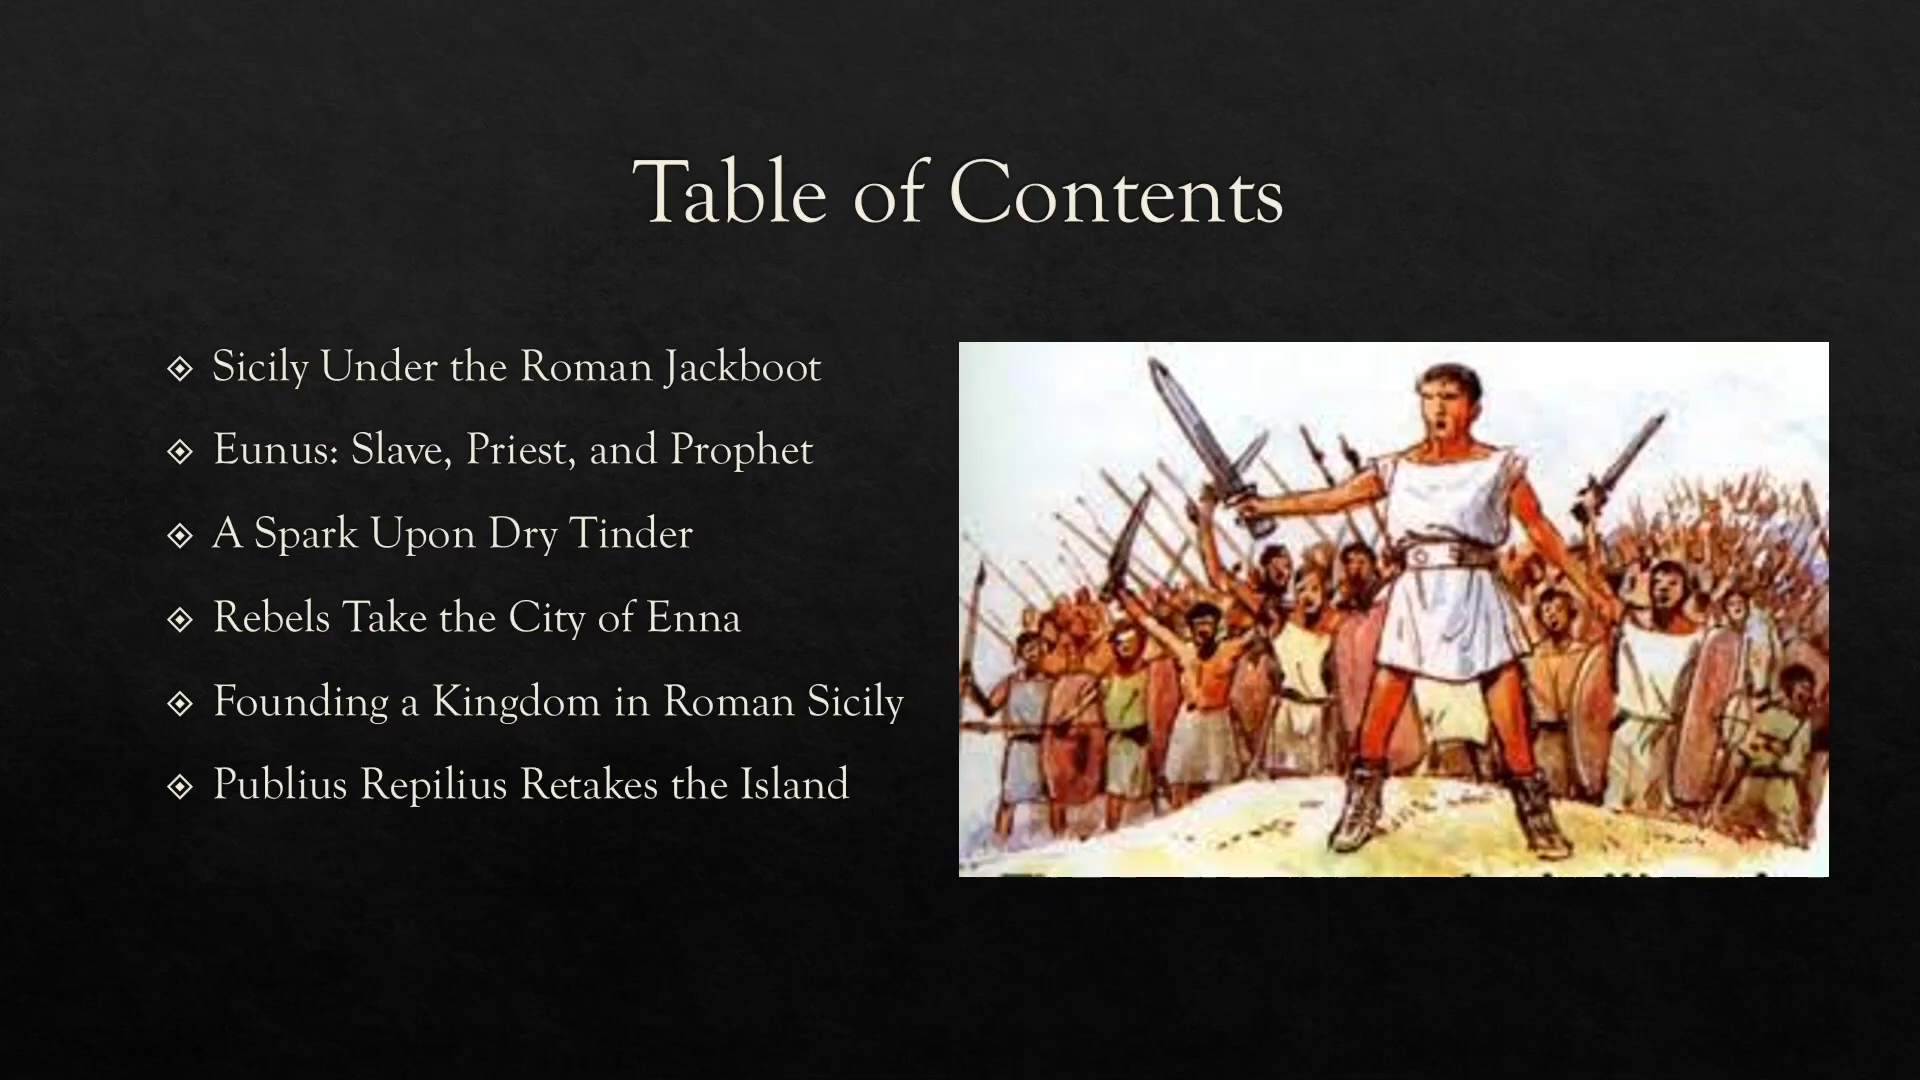 Table of Contents
Sicily Under the Roman Jackboot
Eunus: Slave, Priest, and Prophet
A Spark Upon Dry Tinder
Rebels Take the City of Enna
Founding a Kingdom in Roman Sicily
Publius Repilius Retakes the Island